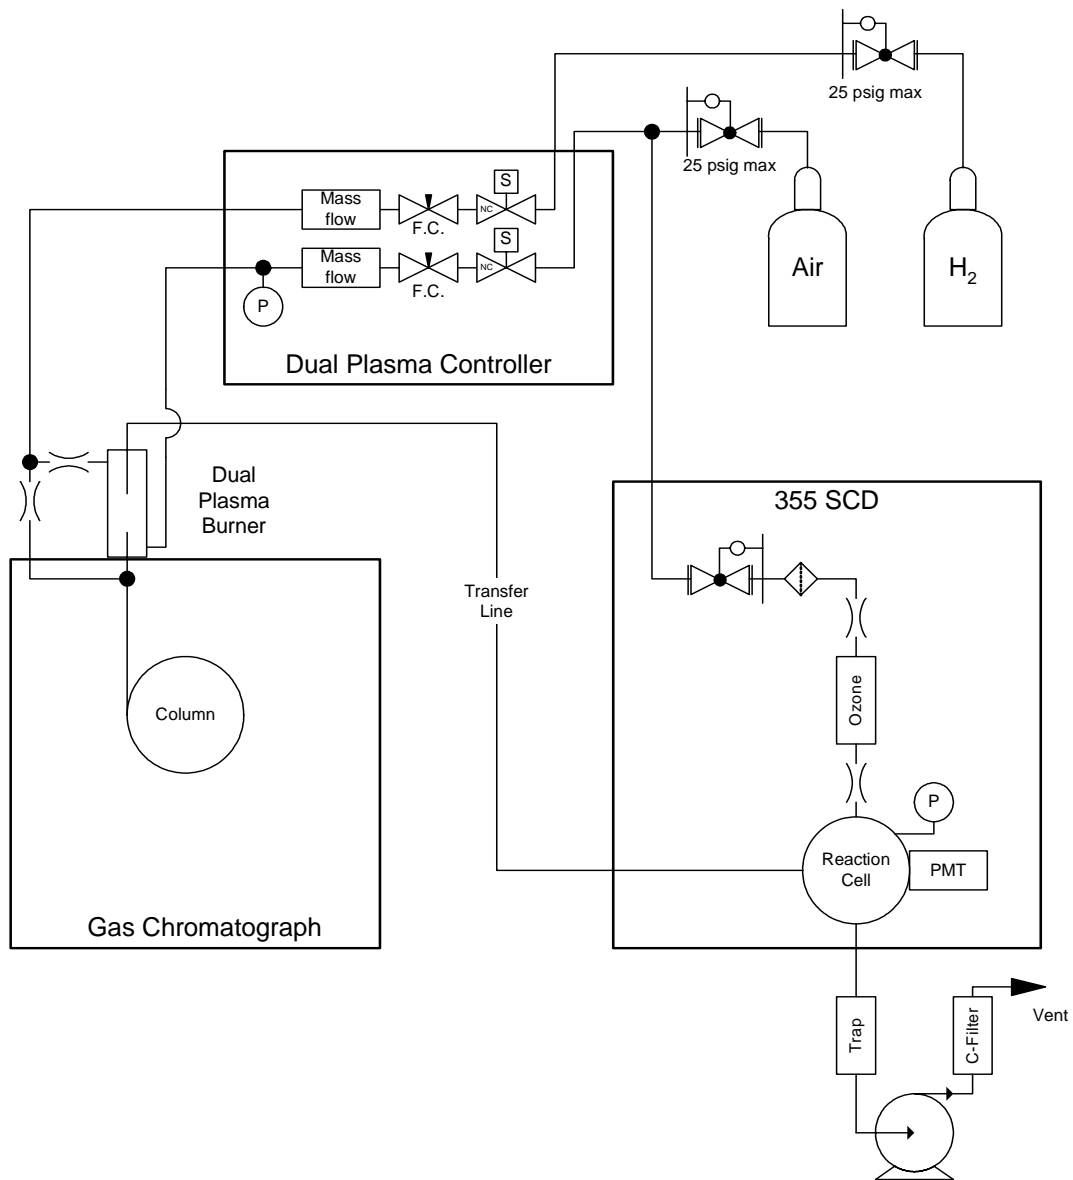 25 psig max
25 psig max
S
Mass
flow
NC
F.C.
S
Mass
flow
NC
F.C.
P
Air
H2
Dual Plasma Controller
Dual
Plasma
Burner
355 SCD
Transfer
Line
Ozone
Column
P
Reaction
Cell
PMT
Gas Chromatograph
Trap
C-Filter
Vent